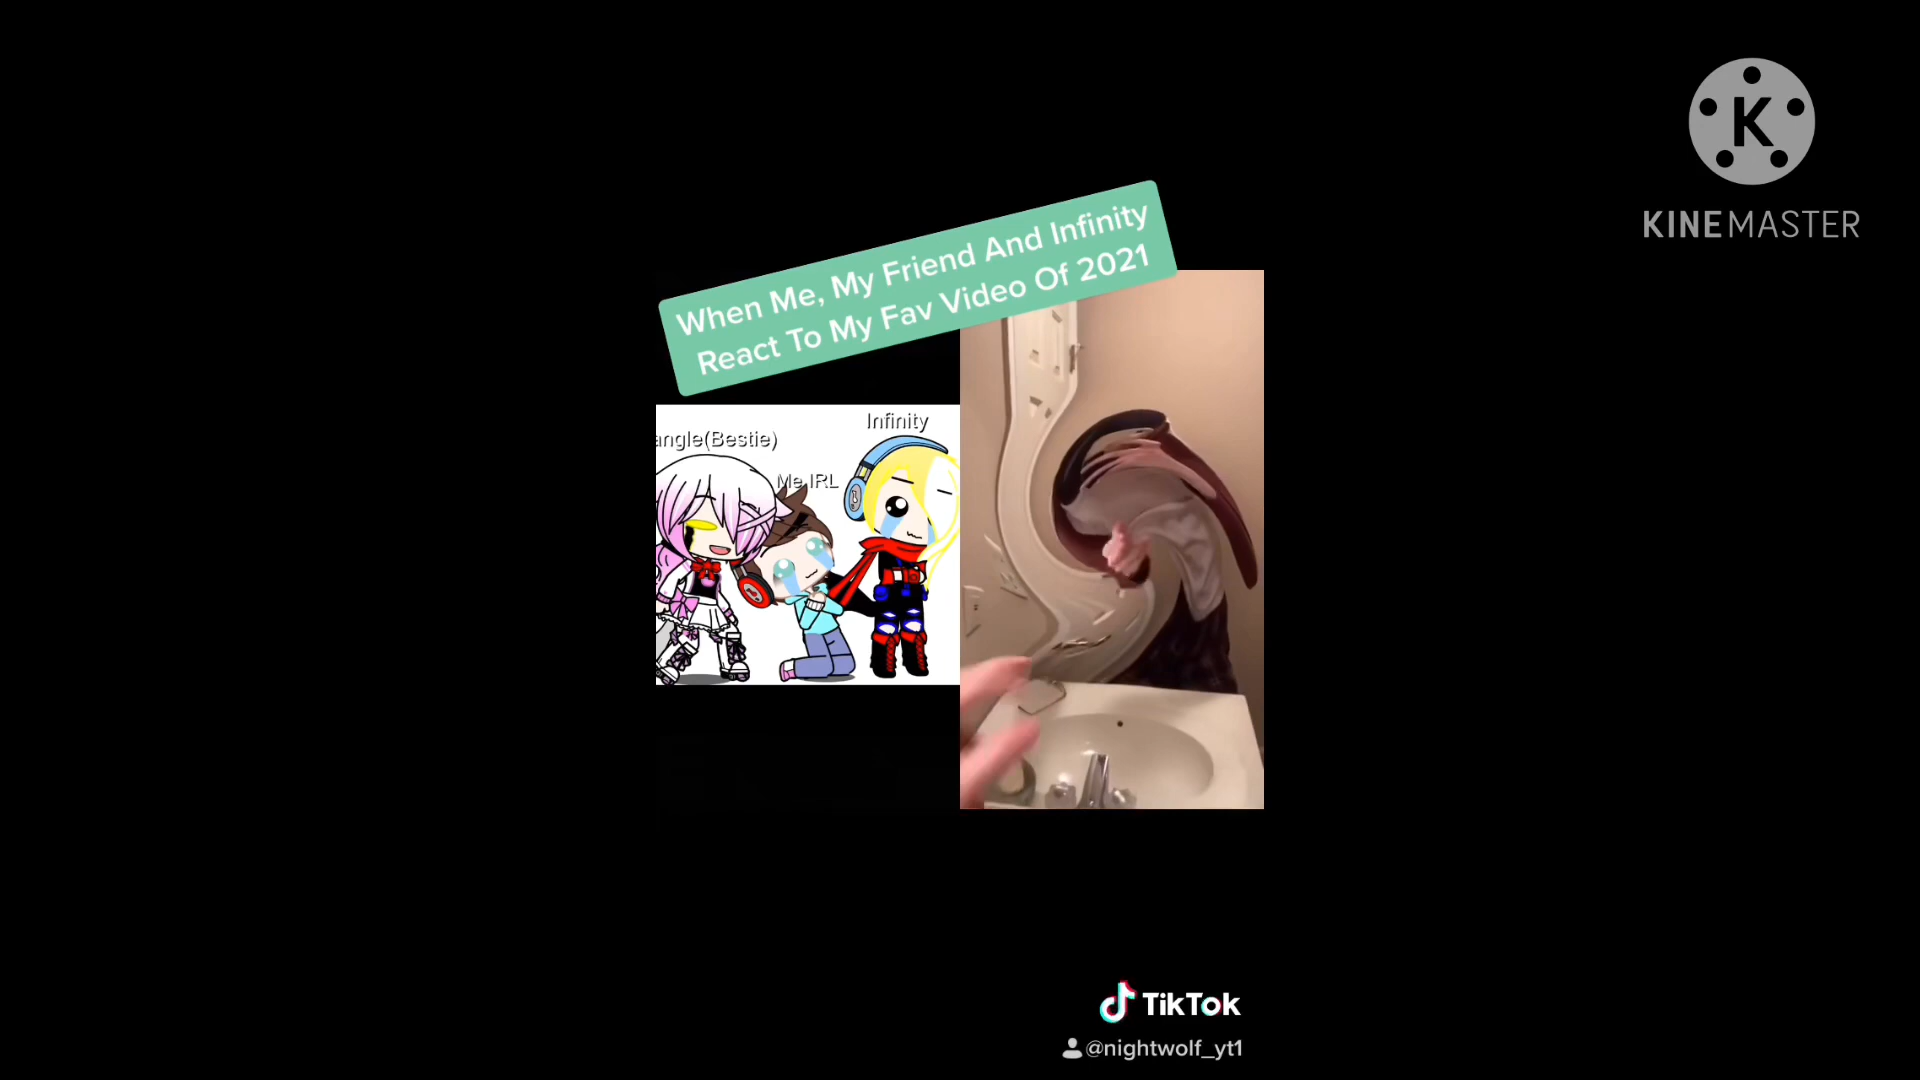 K
KINEMASTER
When Me, My Friend And Infinity
React To My Fav Video Of 2021
Infinity
angle(Bestie)
Me IRL
TikTok
@nightwolf_yt1